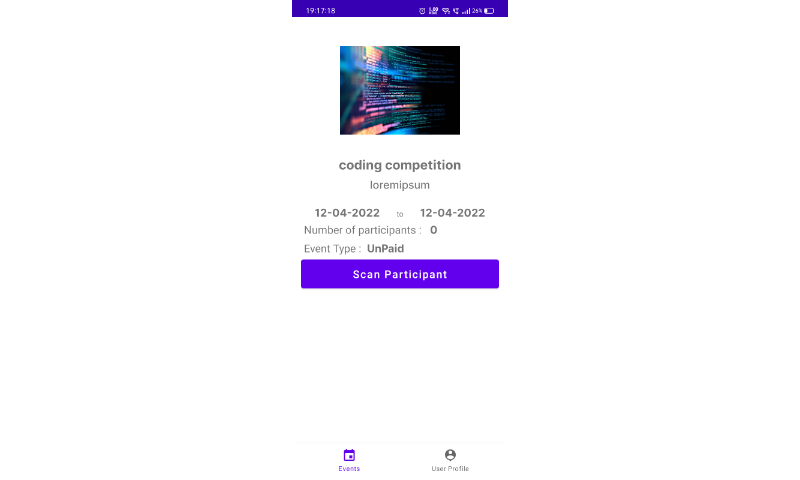 19:17:18 26%
coding competition
loremipsum
12-04-2022 to 12-04-2022
Number of participants : 0
Event Type : UnPaid
Scan Participant
Events User Profile